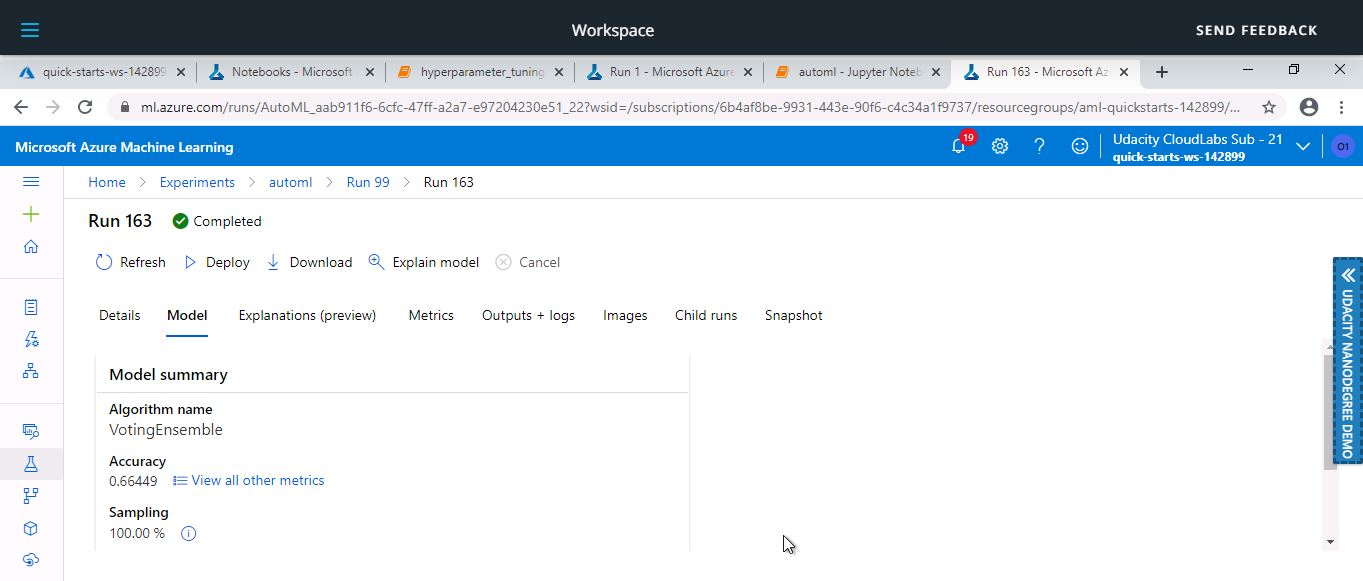 Workspace
SEND FEEDBACK
quick-starts-ws-142899
Notebooks - Microsoft
hyperparameter_tuning
Run 1 - Microsoft Azure
automl - Jupyter Noteb
Run 163 - Microsoft Az
ml.azure.com/runs/AutoML_aab911f6-6cfc-47ff-a2a7-e97204230e51_22?wsid=/subscriptions/6b4af8be-9931-443e-90f6-c4c34a1f9737/resourcegroups/aml-quickstarts-142899/...
Microsoft Azure Machine Learning
19
Udacity CloudLabs Sub - 21
quick-starts-ws-142899
O1
Home > Experiments > automl > Run 99 > Run 163
Run 163 Completed
Refresh Deploy Download Explain model Cancel
Details Model Explanations (preview) Metrics Outputs + logs Images Child runs Snapshot
Model summary
Algorithm name
VotingEnsemble
Accuracy
0.66449 View all other metrics
Sampling
100.00 %
UDACITY NANODEGREE DEMO